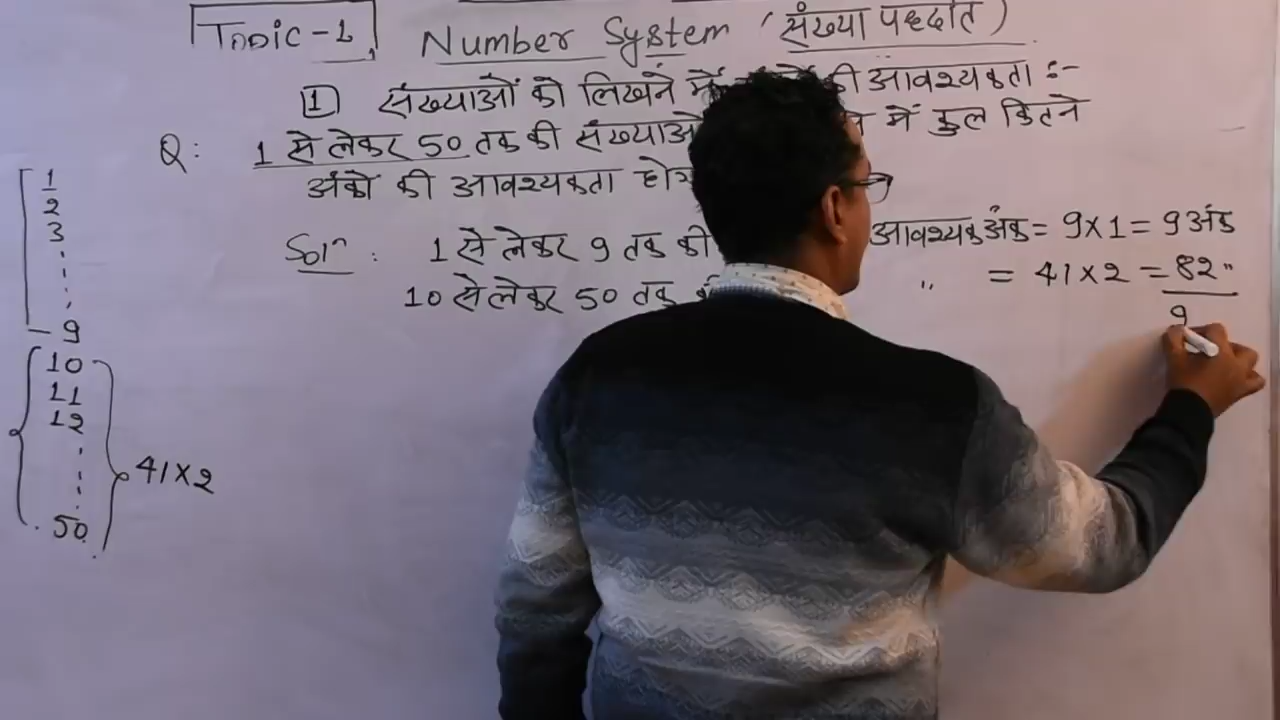 Topic-1 Number System (संख्या पद्धति)
1 संख्याओं को लिखने में की आवश्यकता :-
Q: 1 से लेकर 50 तक की संख्याओ में कुल कितने
अंको की आवश्यकता
Solⁿ : 1 से लेकर 9 तक की आवश्यक अंक = 9×1 = 9 अंक
10 से लेकर 50 तक " = 41×2 = 82 "
9
1
2
3
9
10
11
12
50
41×2